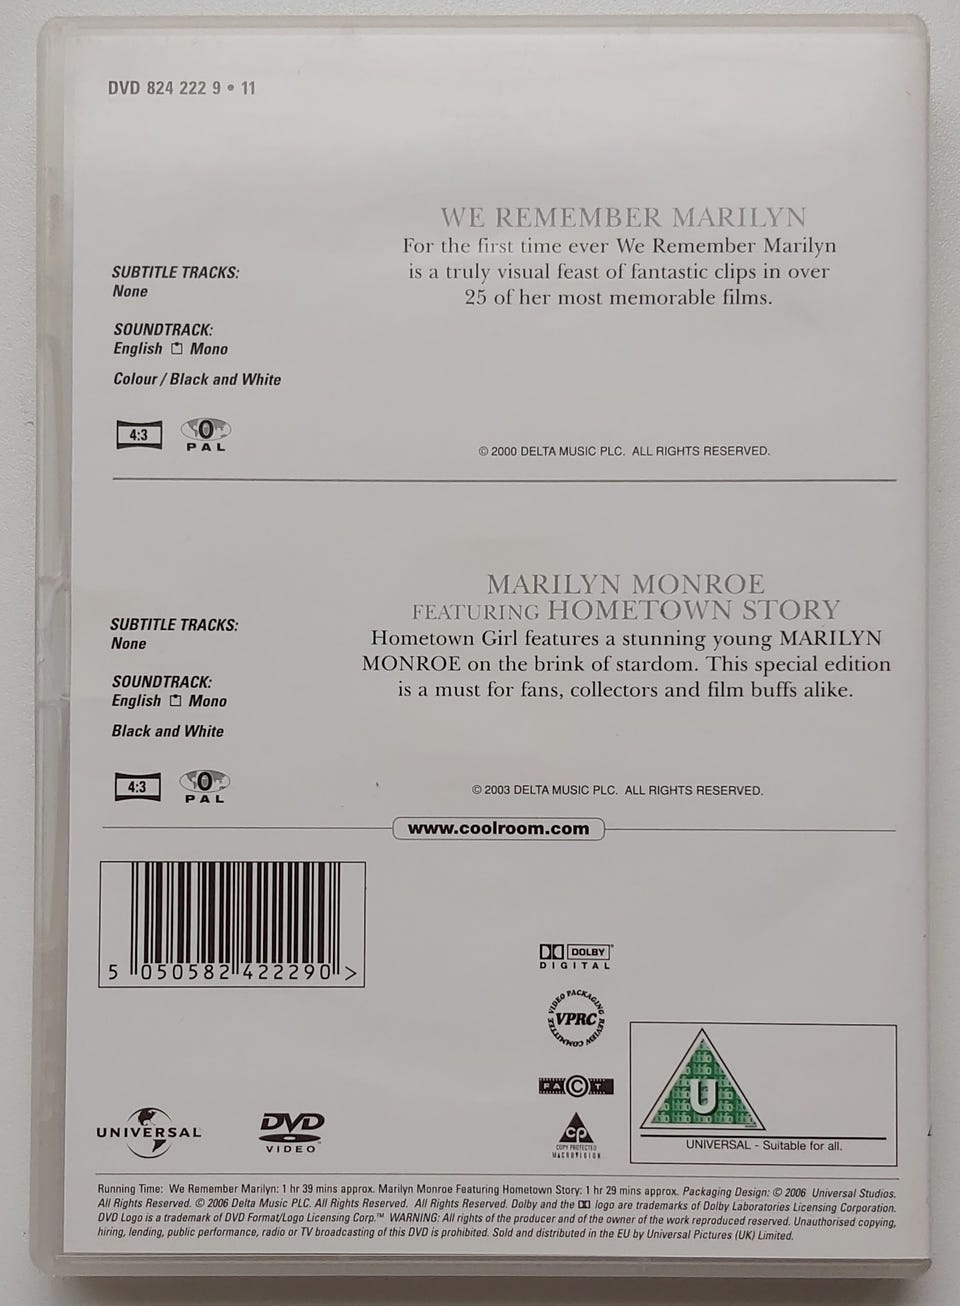 DVD 824 222 9 • 11
WE REMEMBER MARILYN
For the first time ever We Remember Marilyn
is a truly visual feast of fantastic clips in over
25 of her most memorable films.
SUBTITLE TRACKS:
None
SOUNDTRACK:
English Mono
Colour / Black and White
4:3
0
PAL
© 2000 DELTA MUSIC PLC. ALL RIGHTS RESERVED.
MARILYN MONROE
FEATURING HOMETOWN STORY
Hometown Girl features a stunning young MARILYN
MONROE on the brink of stardom. This special edition
is a must for fans, collectors and film buffs alike.
SUBTITLE TRACKS:
None
SOUNDTRACK:
English Mono
Black and White
4:3
0
PAL
© 2003 DELTA MUSIC PLC. ALL RIGHTS RESERVED.
www.coolroom.com
5 050582 422290 >
DOLBY
DIGITAL
VIDEO PACKAGING REVIEW COMMITTEE
VPRC
FACT
cp
COPY PROTECTED
MACROVISION
UNIVERSAL
DVD
VIDEO
U
UNIVERSAL - Suitable for all.
Running Time: We Remember Marilyn: 1 hr 39 mins approx. Marilyn Monroe Featuring Hometown Story: 1 hr 29 mins approx. Packaging Design: © 2006 Universal Studios.
All Rights Reserved. © 2006 Delta Music PLC. All Rights Reserved. All Rights Reserved. Dolby and the logo are trademarks of Dolby Laboratories Licensing Corporation.
DVD Logo is a trademark of DVD Format/Logo Licensing Corp.™ WARNING: All rights of the producer and of the owner of the work reproduced reserved. Unauthorised copying,
hiring, lending, public performance, radio or TV broadcasting of this DVD is prohibited. Sold and distributed in the EU by Universal Pictures (UK) Limited.